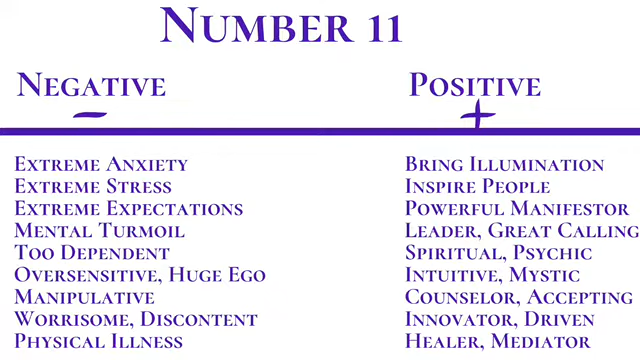 Number 11
Negative
Positive
−
+
Extreme Anxiety
Extreme Stress
Extreme Expectations
Mental Turmoil
Too Dependent
Oversensitive, Huge Ego
Manipulative
Worrisome, Discontent
Physical Illness
Bring Illumination
Inspire People
Powerful Manifestor
Leader, Great Calling
Spiritual, Psychic
Intuitive, Mystic
Counselor, Accepting
Innovator, Driven
Healer, Mediator